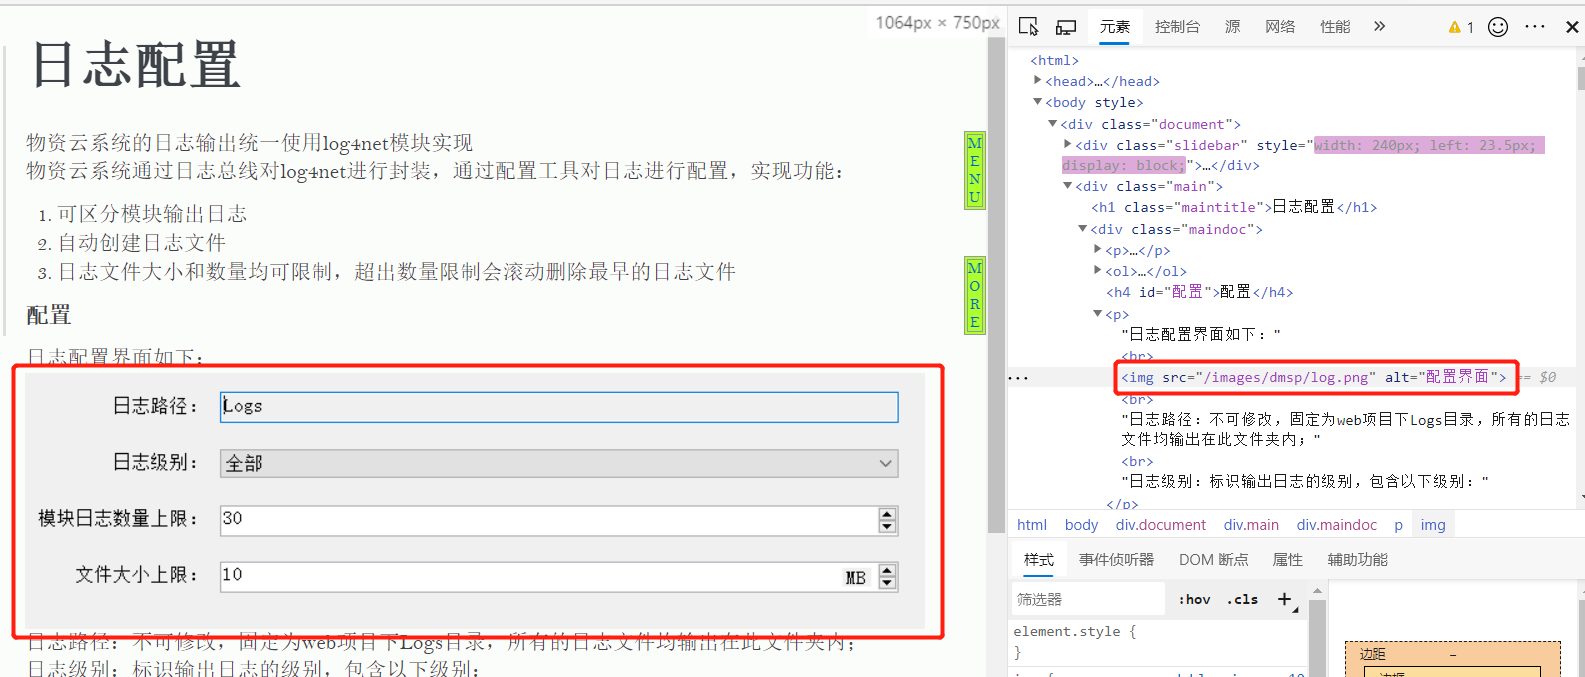 1064px × 750px
日志配置
物资云系统的日志输出统一使用log4net模块实现
物资云系统通过日志总线对log4net进行封装，通过配置工具对日志进行配置，实现功能：
1. 可区分模块输出日志
2. 自动创建日志文件
3. 日志文件大小和数量均可限制，超出数量限制会滚动删除最早的日志文件
配置
日志配置界面如下：
日志路径： Logs
日志级别： 全部
模块日志数量上限： 30
文件大小上限： 10 MB
日志路径：不可修改，固定为web项目下Logs目录，所有的日志文件均输出在此文件夹内；
日志级别：标识输出日志的级别，包含以下级别：
MENU
MORE
元素 控制台 源 网络 性能 » 1 ⋯ ×
<html>
<head>…</head>
<body style>
<div class="document">
<div class="slidebar" style="width: 240px; left: 23.5px;
display: block;">…</div>
<div class="main">
<h1 class="maintitle">日志配置</h1>
<div class="maindoc">
<p>…</p>
<ol>…</ol>
<h4 id="配置">配置</h4>
<p>
"日志配置界面如下："
<br>
<img src="/images/dmsp/log.png" alt="配置界面"> == $0
<br>
"日志路径：不可修改，固定为web项目下Logs目录，所有的日志
文件均输出在此文件夹内；"
<br>
"日志级别：标识输出日志的级别，包含以下级别："
</p>
html body div.document div.main div.maindoc p img
样式 事件侦听器 DOM 断点 属性 辅助功能
筛选器 :hov .cls +
element.style {
}
边距 –